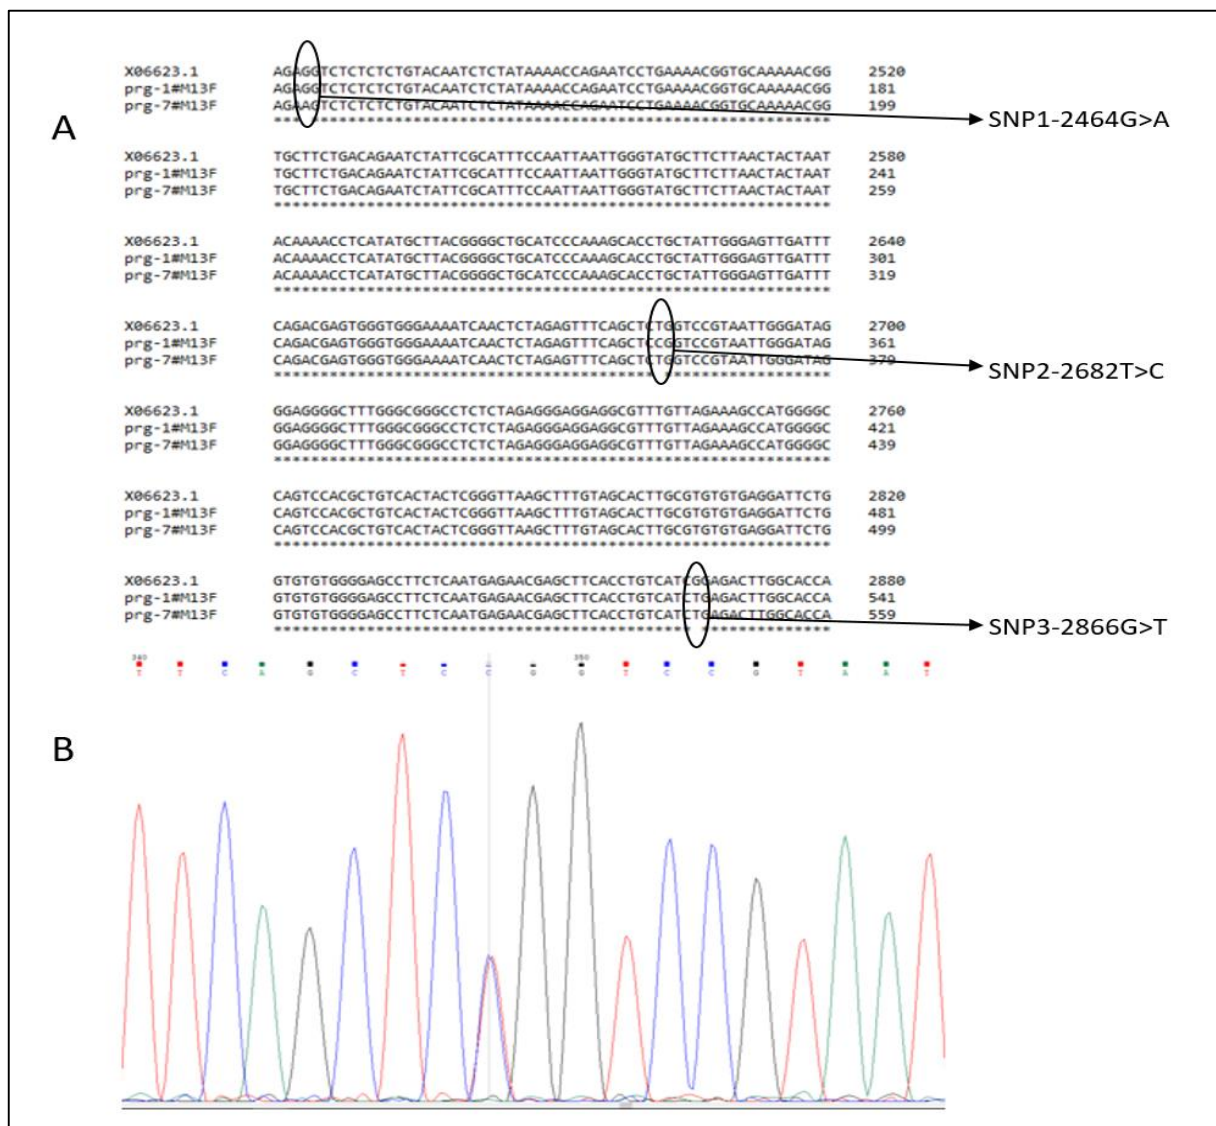 A
X06623.1 AGAGGTCTCTCTCTGTACAATCTCTATAAAACCAGAATCCTGAAAACGGTGCAAAAACGG 2520
prg-1#M13F AGAGGTCTCTCTCTGTACAATCTCTATAAAACCAGAATCCTGAAAACGGTGCAAAAACGG 181
prg-7#M13F AGAAGTCTCTCTCTGTACAATCTCTATAAAACCAGAATCCTGAAAACGGTGCAAAAACGG 199
*** ********************************************************
SNP1-2464G>A
X06623.1 TGCTTCTGACAGAATCTATTCGCATTTCCAATTAATTGGGTATGCTTCTTAACTACTAAT 2580
prg-1#M13F TGCTTCTGACAGAATCTATTCGCATTTCCAATTAATTGGGTATGCTTCTTAACTACTAAT 241
prg-7#M13F TGCTTCTGACAGAATCTATTCGCATTTCCAATTAATTGGGTATGCTTCTTAACTACTAAT 259
************************************************************
X06623.1 ACAAAACCTCATATGCTTACGGGGCTGCATCCCAAAGCACCTGCTATTGGGAGTTGATTT 2640
prg-1#M13F ACAAAACCTCATATGCTTACGGGGCTGCATCCCAAAGCACCTGCTATTGGGAGTTGATTT 301
prg-7#M13F ACAAAACCTCATATGCTTACGGGGCTGCATCCCAAAGCACCTGCTATTGGGAGTTGATTT 319
************************************************************
X06623.1 CAGACGAGTGGGTGGGAAAATCAACTCTAGAGTTTCAGCTCTGGTCCGTAATTGGGATAG 2700
prg-1#M13F CAGACGAGTGGGTGGGAAAATCAACTCTAGAGTTTCAGCTCCGGTCCGTAATTGGGATAG 361
prg-7#M13F CAGACGAGTGGGTGGGAAAATCAACTCTAGAGTTTCAGCTCTGGTCCGTAATTGGGATAG 379
***************************************** ******************
SNP2-2682T>C
X06623.1 GGAGGGGCTTTGGGCGGGCCTCTCTAGAGGGAGGAGGCGTTTGTTAGAAAGCCATGGGGC 2760
prg-1#M13F GGAGGGGCTTTGGGCGGGCCTCTCTAGAGGGAGGAGGCGTTTGTTAGAAAGCCATGGGGC 421
prg-7#M13F GGAGGGGCTTTGGGCGGGCCTCTCTAGAGGGAGGAGGCGTTTGTTAGAAAGCCATGGGGC 439
************************************************************
X06623.1 CAGTCCACGCTGTCACTACTCGGGTTAAGCTTTGTAGCACTTGCGTGTGTGAGGATTCTG 2820
prg-1#M13F CAGTCCACGCTGTCACTACTCGGGTTAAGCTTTGTAGCACTTGCGTGTGTGAGGATTCTG 481
prg-7#M13F CAGTCCACGCTGTCACTACTCGGGTTAAGCTTTGTAGCACTTGCGTGTGTGAGGATTCTG 499
************************************************************
X06623.1 GTGTGTGGGGAGCCTTCTCAATGAGAACGAGCTTCACCTGTCATCGGAGACTTGGCACCA 2880
prg-1#M13F GTGTGTGGGGAGCCTTCTCAATGAGAACGAGCTTCACCTGTCATCTGAGACTTGGCACCA 541
prg-7#M13F GTGTGTGGGGAGCCTTCTCAATGAGAACGAGCTTCACCTGTCATCTGAGACTTGGCACCA 559
********************************************* **************
SNP3-2866G>T
340 350
T T C A G C T C C G G T C C G T A A T
B